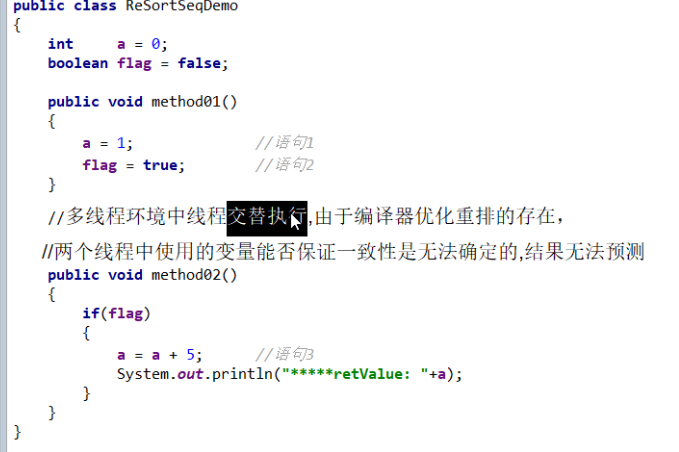 public class ReSortSeqDemo
{
int a = 0;
boolean flag = false;
public void method01()
{
a = 1; //语句1
flag = true; //语句2
}
//多线程环境中线程交替执行,由于编译器优化重排的存在，
//两个线程中使用的变量能否保证一致性是无法确定的,结果无法预测
public void method02()
{
if(flag)
{
a = a + 5; //语句3
System.out.println("*****retValue: "+a);
}
}
}